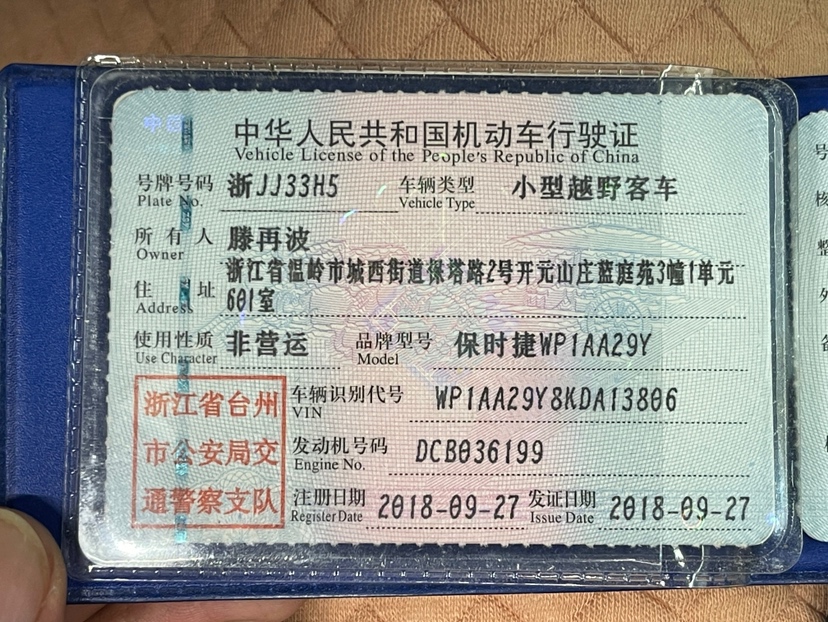 中国
中华人民共和国机动车行驶证
Vehicle License of the People's Republic of China
号牌号码 浙JJ33H5 车辆类型 小型越野客车
Plate No. Vehicle Type
所有人 滕再波
Owner
住址 浙江省温岭市城西街道保塔路2号开元山庄蓝庭苑3幢1单元
Address 601室
使用性质 非营运 品牌型号 保时捷WP1AA29Y
Use Character Model
浙江省台州 车辆识别代号 WP1AA29Y8KDA13806
VIN
市公安局交 发动机号码 DCB036199
Engine No.
通警察支队 注册日期 2018-09-27 发证日期 2018-09-27
Register Date Issue Date